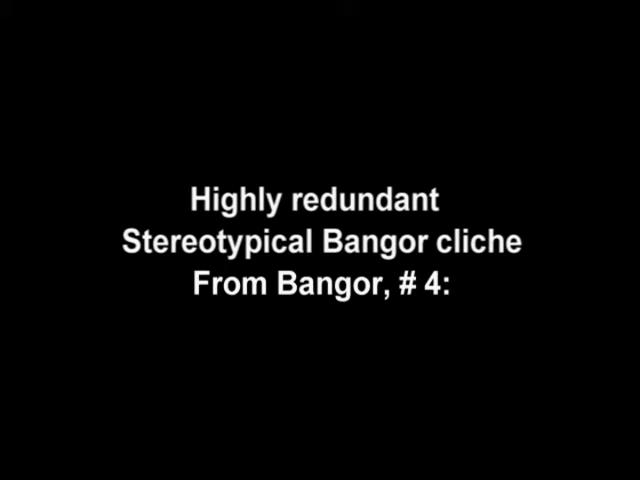 Highly redundant
Stereotypical Bangor cliche
From Bangor, # 4: